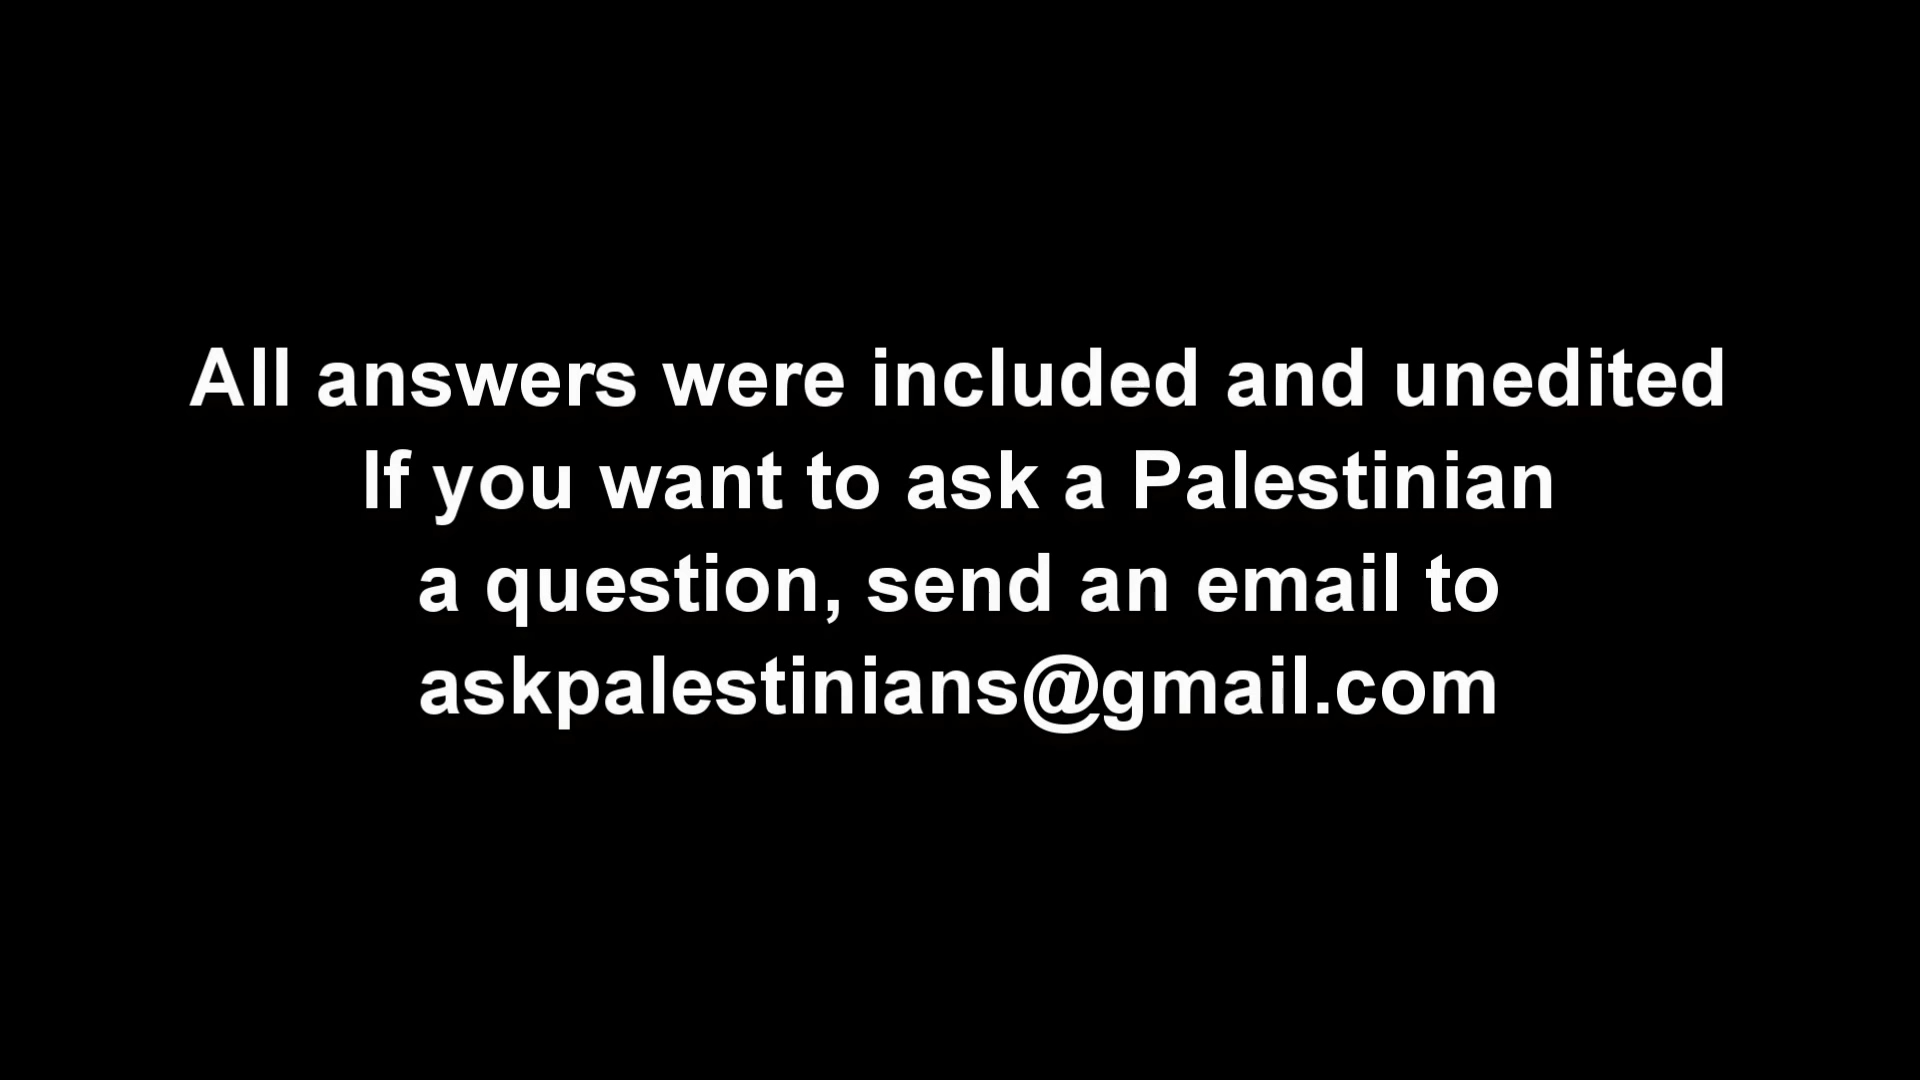 All answers were included and unedited
If you want to ask a Palestinian
a question, send an email to
askpalestinians@gmail.com